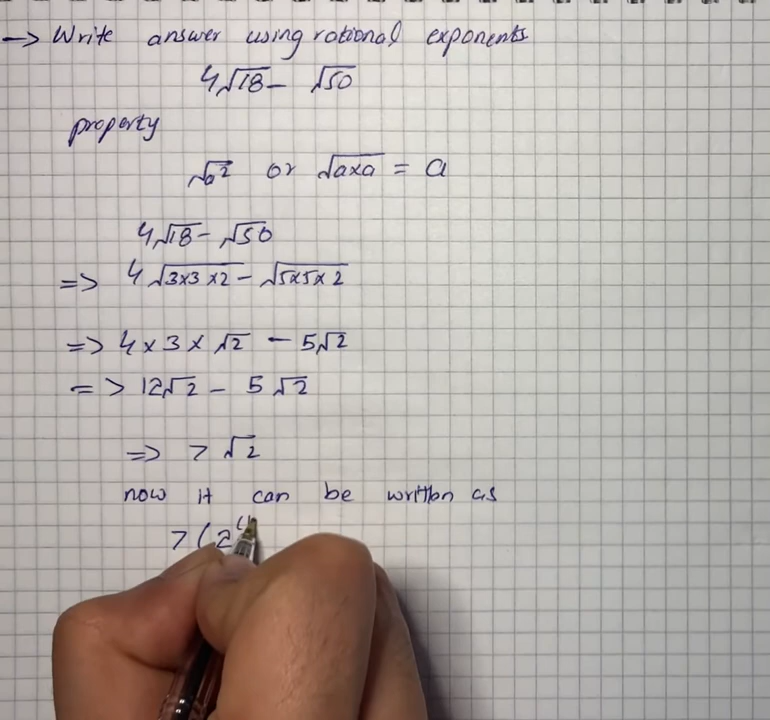 -> Write answer using rational exponents
4√18 - √50
property
√a² or √a×a = a
4√18 - √50
=> 4√3×3×2 - √5×5×2
=> 4 × 3 × √2 - 5√2
=> 12√2 - 5√2
=> 7√2
now it can be written as
7(2